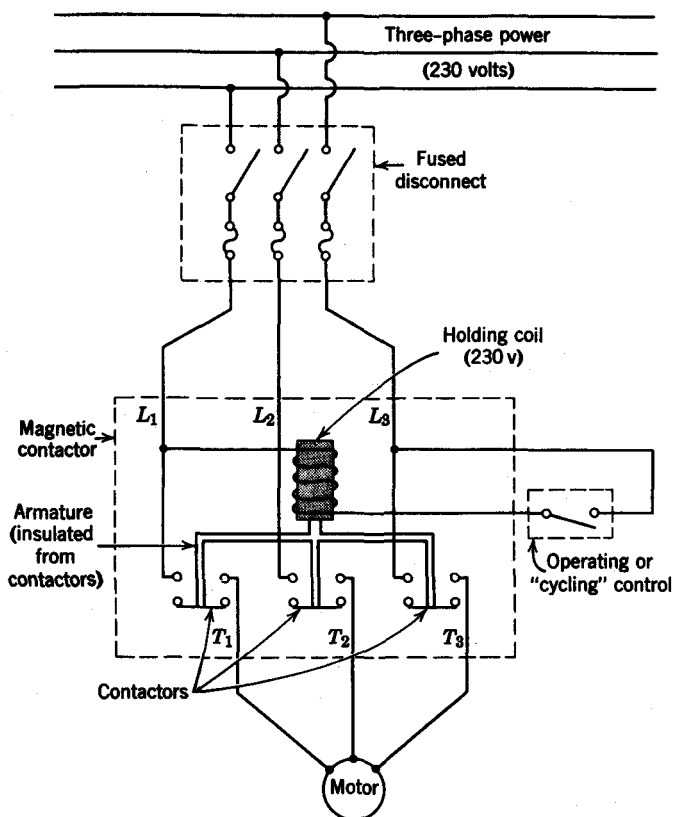 Three-phase power
(230 volts)
Fused
disconnect
Holding coil
(230 v)
Magnetic
contactor
L1
L2
L3
Armature
(insulated
from
contactors)
Operating or
"cycling" control
T1
T2
T3
Contactors
Motor